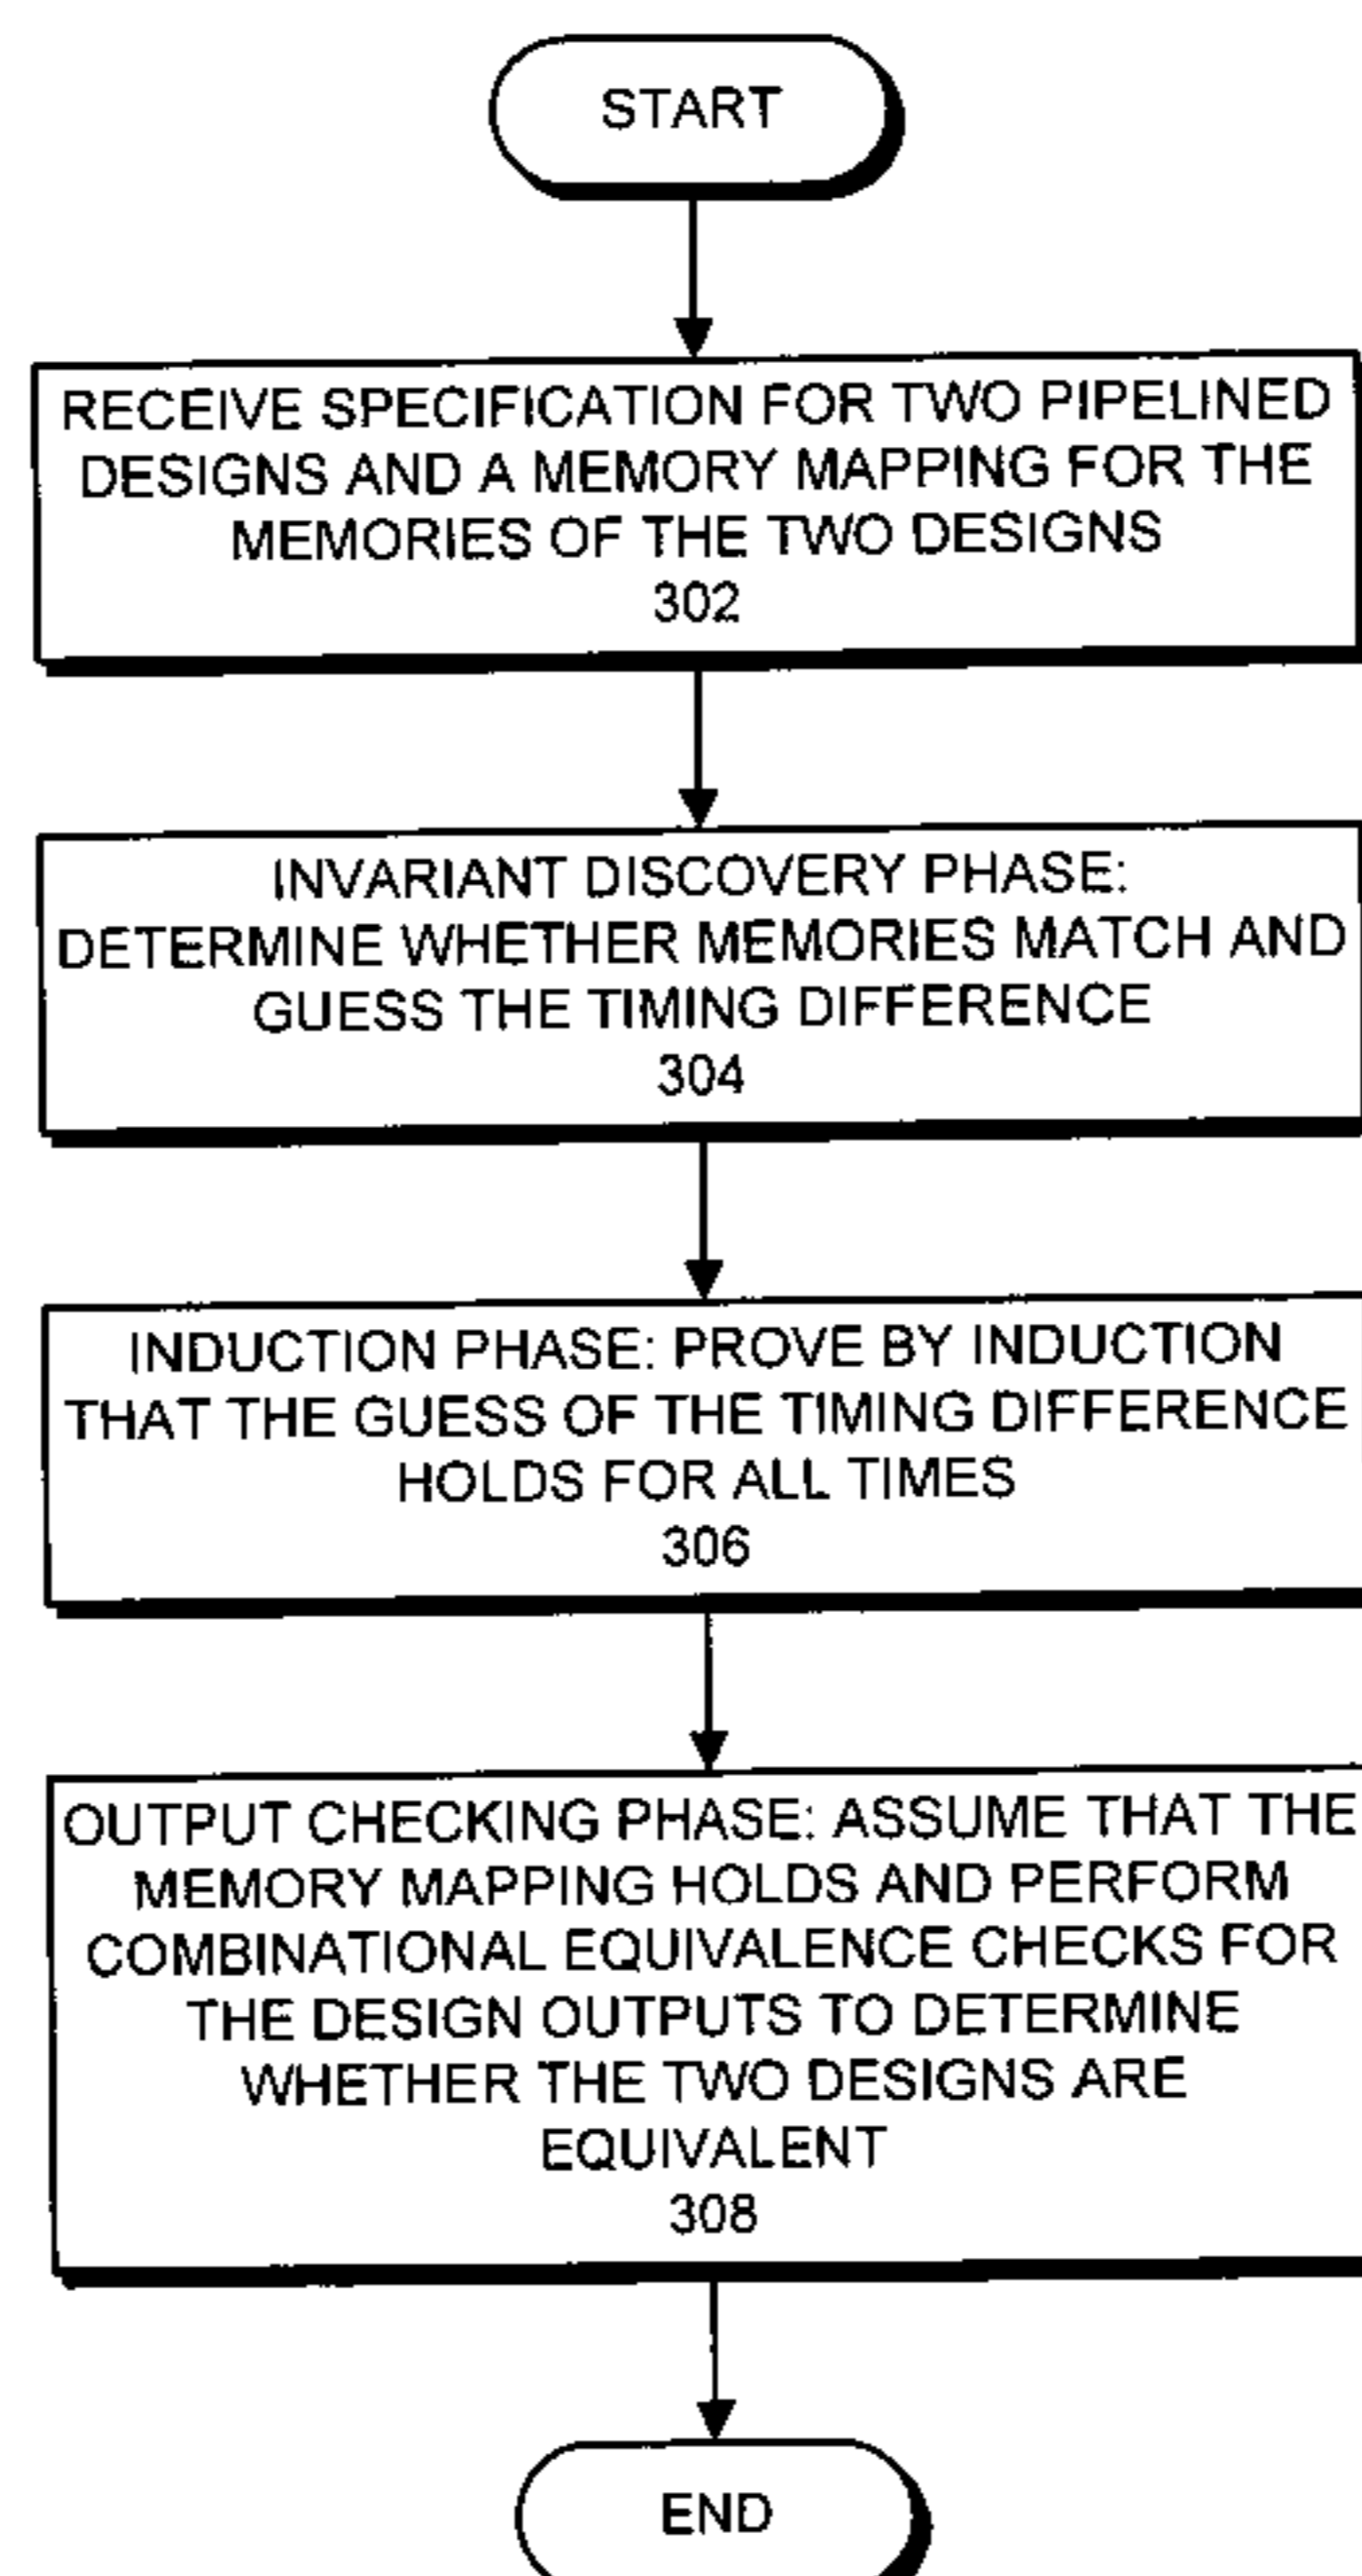 START
RECEIVE SPECIFICATION FOR TWO PIPELINED
DESIGNS AND A MEMORY MAPPING FOR THE
MEMORIES OF THE TWO DESIGNS
302
INVARIANT DISCOVERY PHASE:
DETERMINE WHETHER MEMORIES MATCH AND
GUESS THE TIMING DIFFERENCE
304
INDUCTION PHASE: PROVE BY INDUCTION
THAT THE GUESS OF THE TIMING DIFFERENCE
HOLDS FOR ALL TIMES
306
OUTPUT CHECKING PHASE: ASSUME THAT THE
MEMORY MAPPING HOLDS AND PERFORM
COMBINATIONAL EQUIVALENCE CHECKS FOR
THE DESIGN OUTPUTS TO DETERMINE
WHETHER THE TWO DESIGNS ARE
EQUIVALENT
308
END